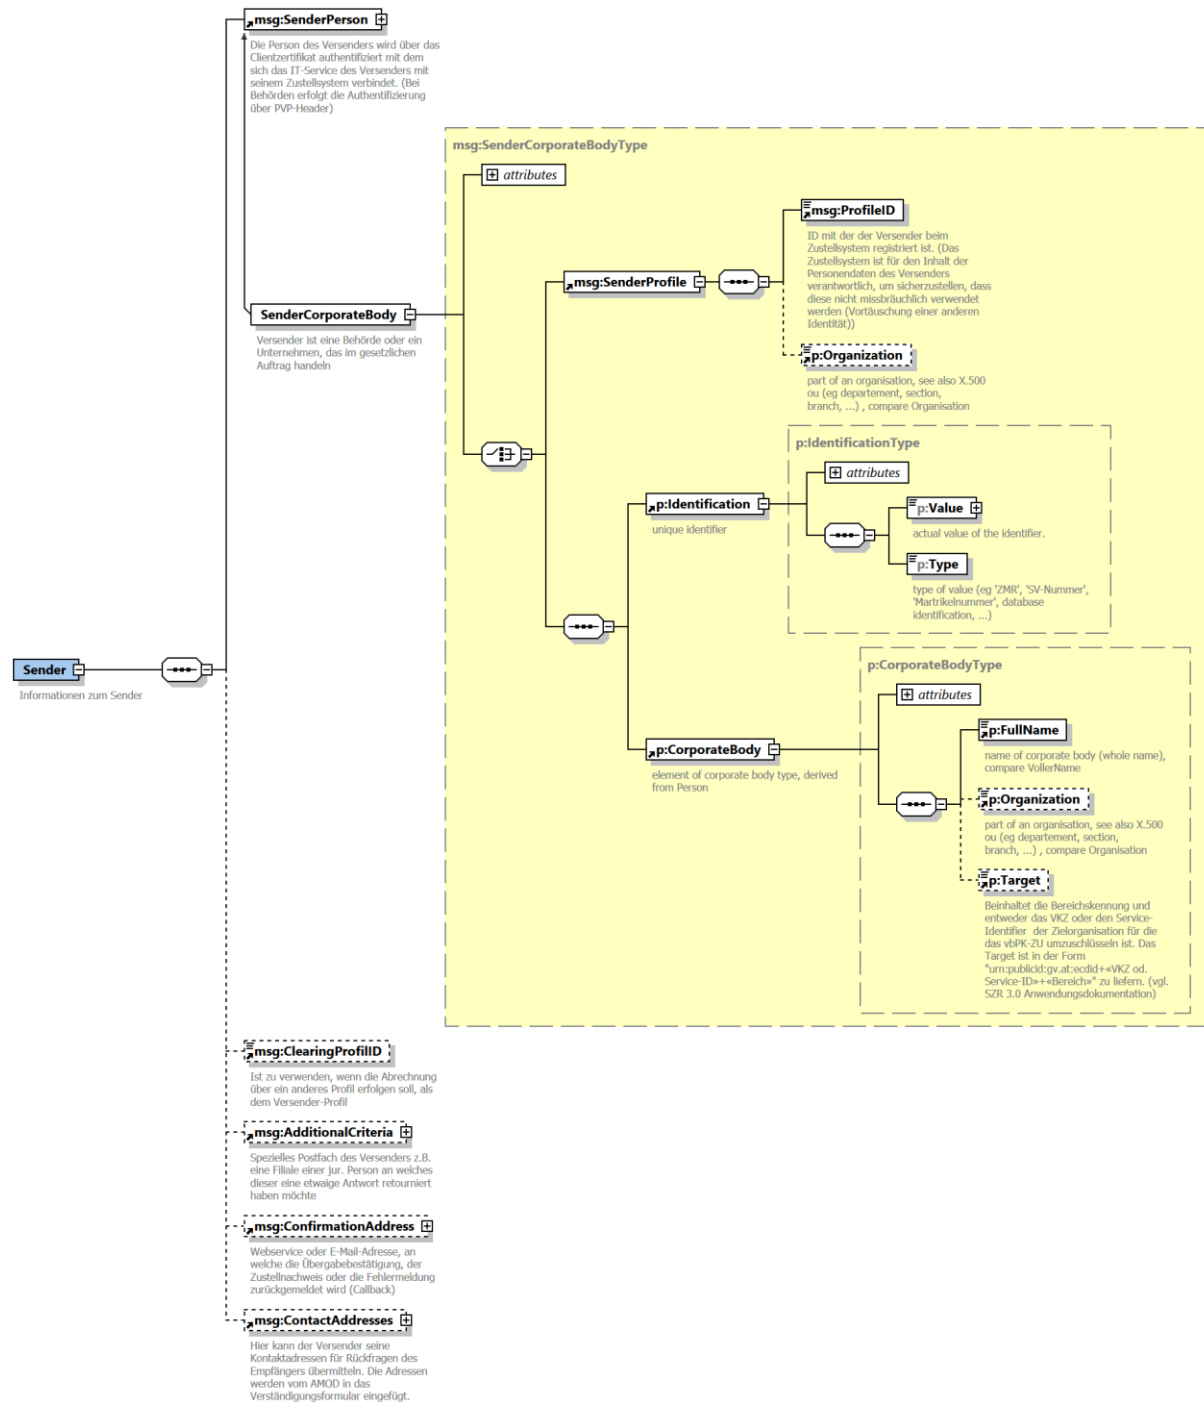 msg:SenderPerson
Die Person des Versenders wird über das
Clientzertifikat authentifiziert mit dem
sich das IT-Service des Versenders mit
seinem Zustellsystem verbindet. (Bei
Behörden erfolgt die Authentifizierung
über PVP-Header)
msg:SenderCorporateBodyType
attributes
msg:ProfileID
ID mit der der Versender beim
Zustellsystem registriert ist. (Das
Zustellsystem ist für den Inhalt der
Personendaten des Versenders
verantwortlich, um sicherzustellen, dass
diese nicht missbräuchlich verwendet
werden (Vortäuschung einer anderen
Identität))
msg:SenderProfile
SenderCorporateBody
Versender ist eine Behörde oder ein
Unternehmen, das im gesetzlichen
Auftrag handeln
p:Organization
part of an organisation, see also X.500
ou (eg departement, section,
branch, ...) , compare Organisation
p:IdentificationType
attributes
p:Identification
unique identifier
p:Value
actual value of the identifier.
p:Type
type of value (eg 'ZMR', 'SV-Nummer',
'Martrikelnummer', database
identification, ...)
Sender
Informationen zum Sender
p:CorporateBodyType
attributes
p:CorporateBody
element of corporate body type, derived
from Person
p:FullName
name of corporate body (whole name),
compare VollerName
p:Organization
part of an organisation, see also X.500
ou (eg departement, section,
branch, ...) , compare Organisation
p:Target
Beinhaltet die Bereichskennung und
entweder das VKZ oder den Service-
Identifier der Zielorganisation für die
das vbPK-ZU umzuschlüsseln ist. Das
Target ist in der Form
"urn:publicid:gv.at:ecdid+«VKZ od.
Service-ID»+«Bereich»" zu liefern. (vgl.
SZR 3.0 Anwendungsdokumentation)
msg:ClearingProfilID
Ist zu verwenden, wenn die Abrechnung
über ein anderes Profil erfolgen soll, als
dem Versender-Profil
msg:AdditionalCriteria
Spezielles Postfach des Versenders z.B.
eine Filiale einer jur. Person an welches
dieser eine etwaige Antwort retourniert
haben möchte
msg:ConfirmationAddress
Webservice oder E-Mail-Adresse, an
welche die Übergabebestätigung, der
Zustellnachweis oder die Fehlermeldung
zurückgemeldet wird (Callback)
msg:ContactAddresses
Hier kann der Versender seine
Kontaktadressen für Rückfragen des
Empfängers übermitteln. Die Adressen
werden vom AMOD in das
Verständigungsformular eingefügt.